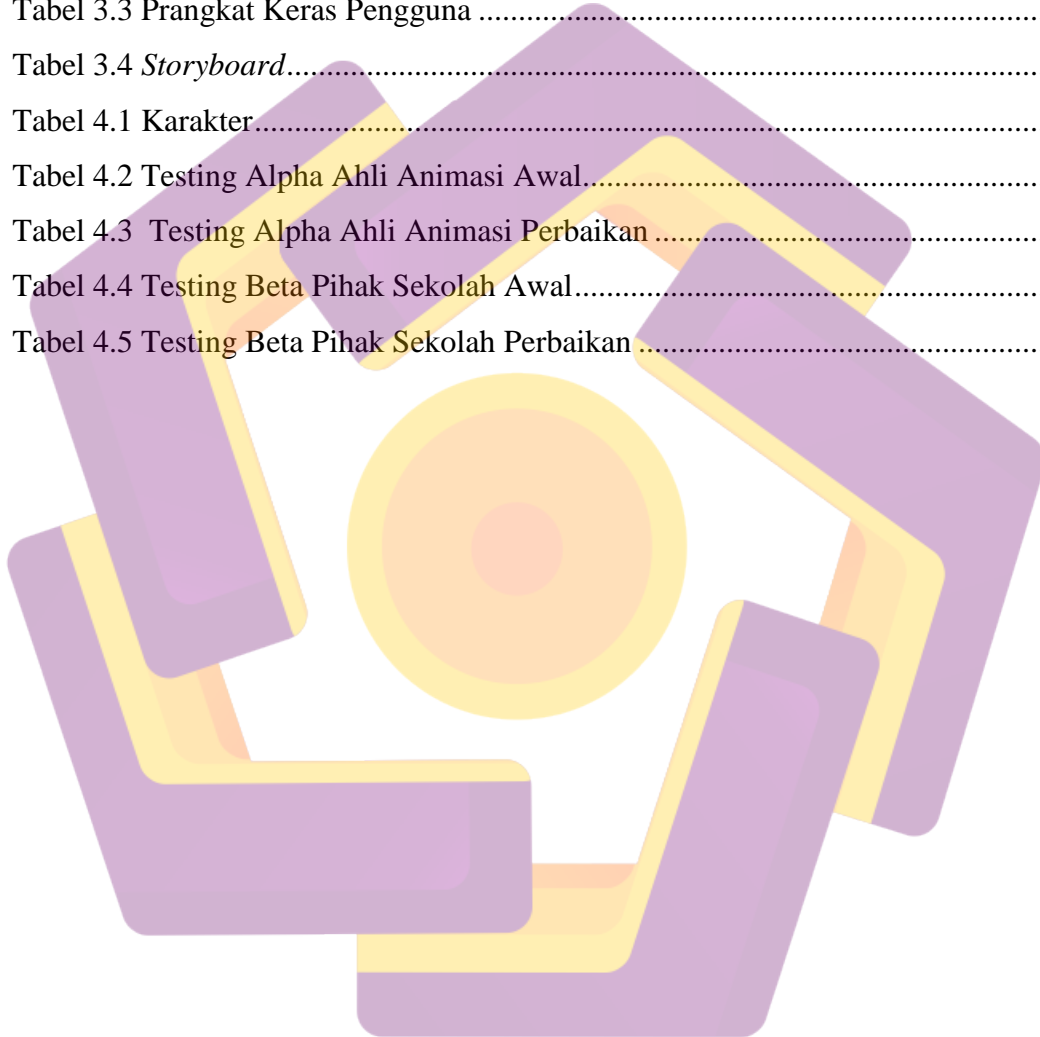 Tabel 3.3 Prangkat Keras Pengguna ........................................................................
Tabel 3.4 Storyboard................................................................................................
Tabel 4.1 Karakter....................................................................................................
Tabel 4.2 Testing Alpha Ahli Animasi Awal..........................................................
Tabel 4.3 Testing Alpha Ahli Animasi Perbaikan .................................................
Tabel 4.4 Testing Beta Pihak Sekolah Awal...........................................................
Tabel 4.5 Testing Beta Pihak Sekolah Perbaikan ...................................................